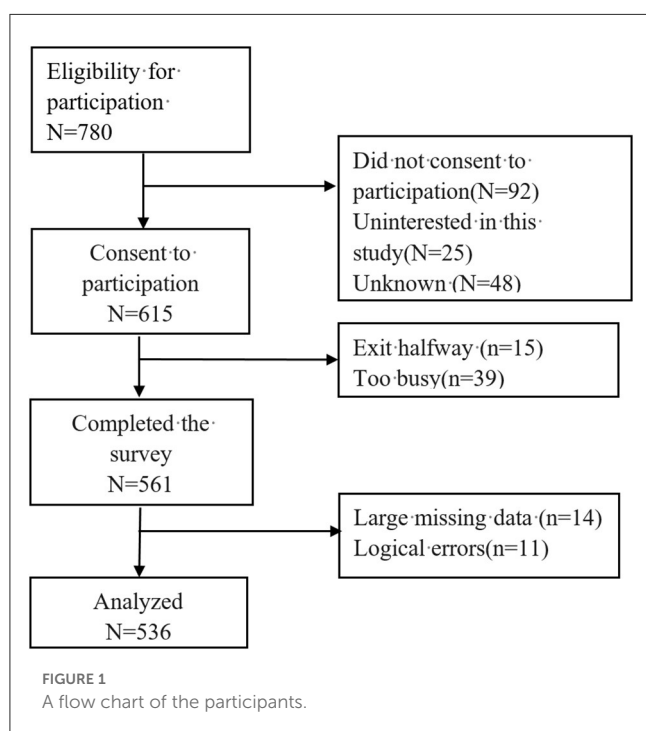 Eligibility·for·
participation·
N=780
Did·not·consent·to·
participation(N=92)
Uninterested·in·this·
study(N=25)
Unknown·(N=48)
Consent·to·
participation
N=615
Exit·halfway·(n=15)
Too·busy(n=39)
Completed·the·
survey
N=561
Large·missing·data·(n=14)
Logical·errors(n=11)
Analyzed
N=536
FIGURE 1
A flow chart of the participants.